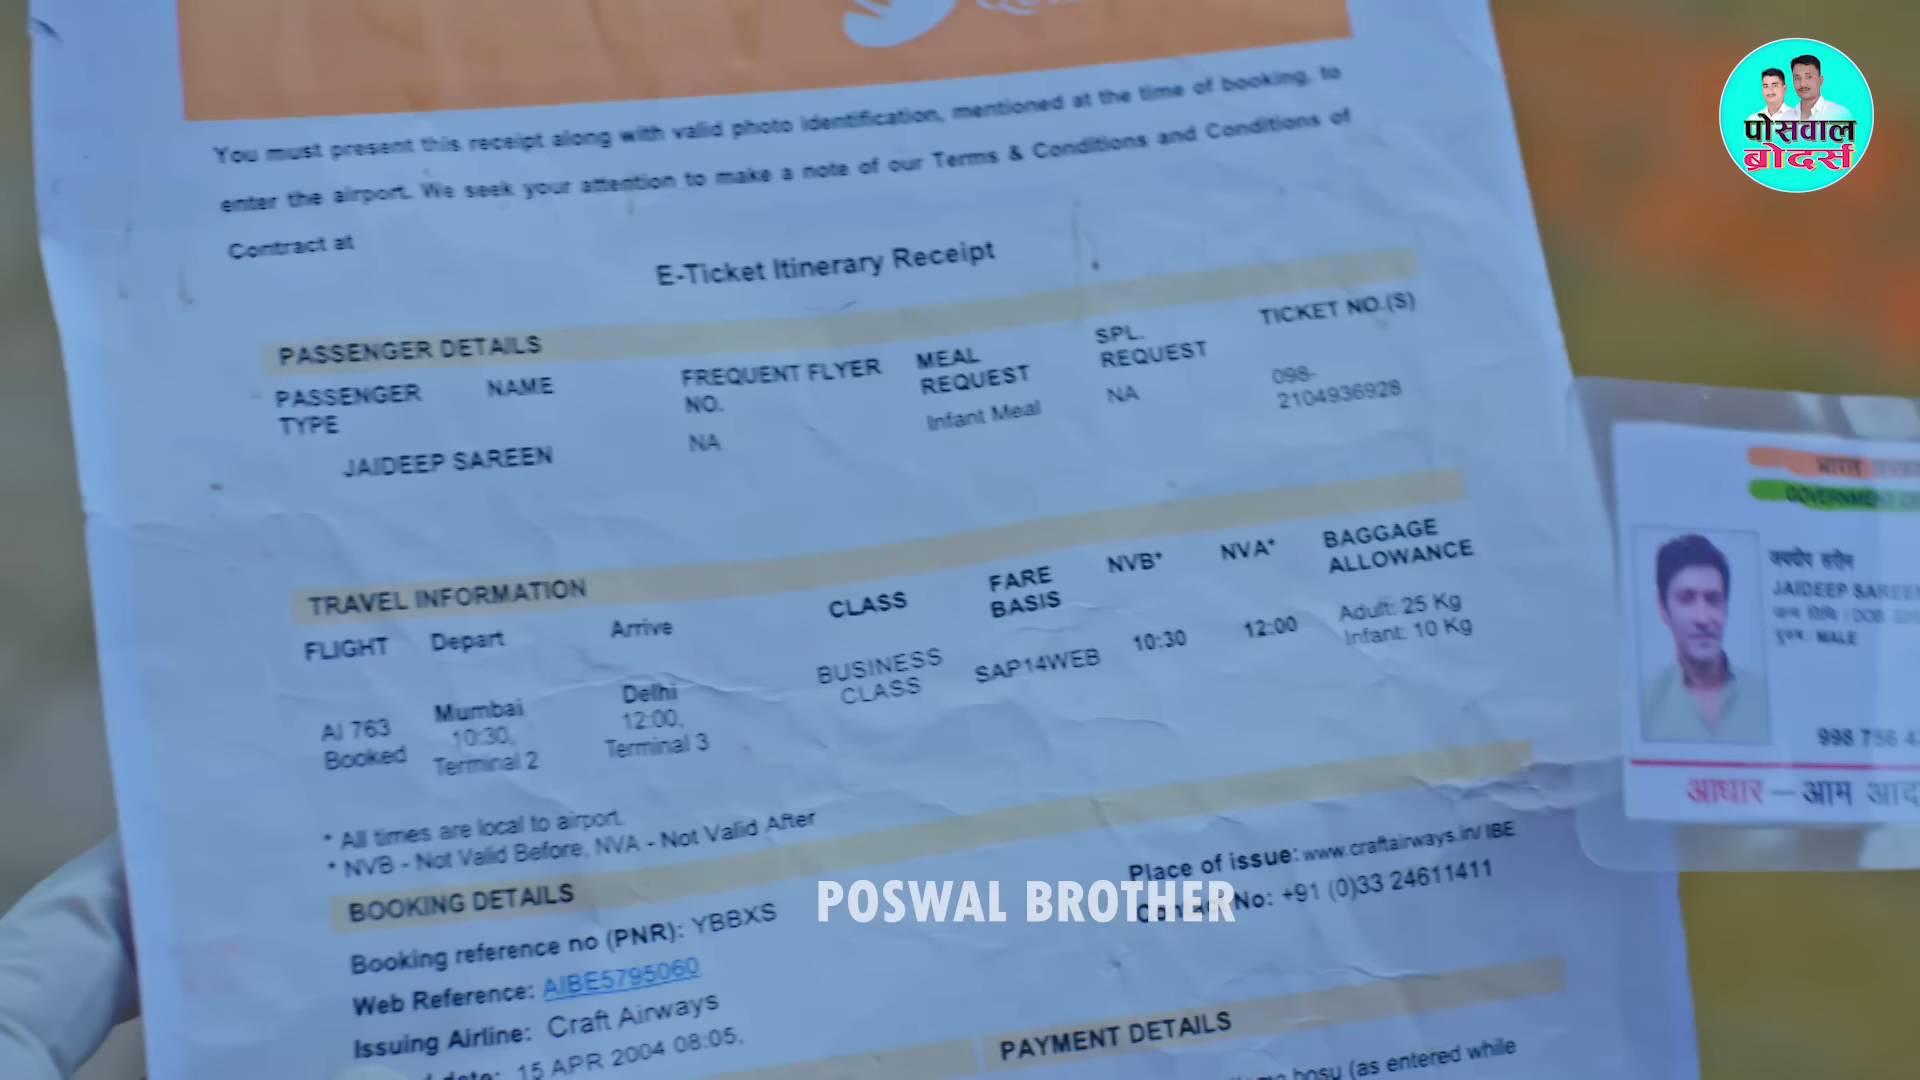 You must present this receipt along with valid photo identification, mentioned at the time of booking, to
enter the airport. We seek your attention to make a note of our Terms & Conditions and Conditions of
Contract at
E-Ticket Itinerary Receipt
PASSENGER DETAILS
PASSENGER TYPE
NAME
FREQUENT FLYER NO.
MEAL REQUEST
SPL. REQUEST
TICKET NO.(S)
JAIDEEP SAREEN
NA
Infant Meal
NA
098-
2104936928
TRAVEL INFORMATION
FLIGHT
Depart
Arrive
CLASS
FARE BASIS
NVB*
NVA*
BAGGAGE ALLOWANCE
AI 763
Booked
Mumbai
10:30,
Terminal 2
Delhi
12:00,
Terminal 3
BUSINESS
CLASS
SAP14WEB
10:30
12:00
Adult: 25 Kg
Infant: 10 Kg
* All times are local to airport.
* NVB - Not Valid Before, NVA - Not Valid After
BOOKING DETAILS
Booking reference no (PNR): YBBXS
Web Reference: AIBE5795060
Issuing Airline: Craft Airways
15 APR 2004 08:05,
Place of issue: www.craftairways.in/IBE
No: +91 (0)33 24611411
PAYMENT DETAILS
(as entered while
POSWAL BROTHER
पोसवाल
ब्रोदर्स
भारत
GOVERNMENT
जयदीप सरीन
JAIDEEP SAREEN
DOB
पुरुष MALE
998 756
आधार – आम आद